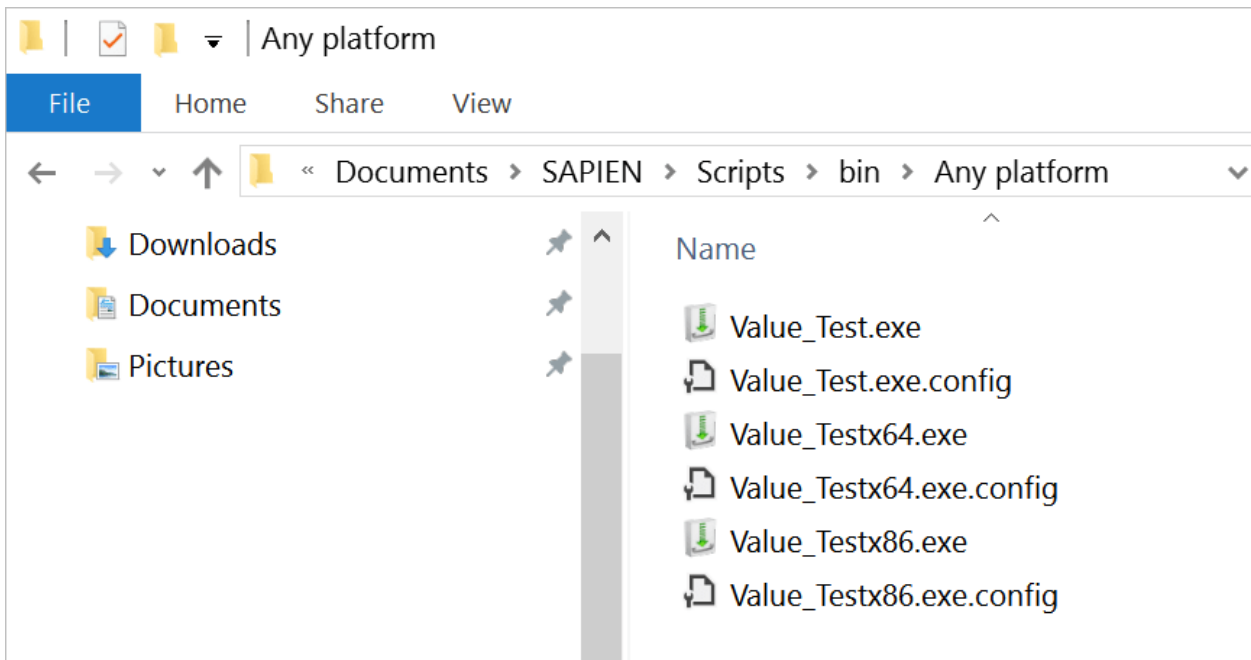 Any platform
File Home Share View
« Documents > SAPIEN > Scripts > bin > Any platform
Downloads
Documents
Pictures
Name
Value_Test.exe
Value_Test.exe.config
Value_Testx64.exe
Value_Testx64.exe.config
Value_Testx86.exe
Value_Testx86.exe.config